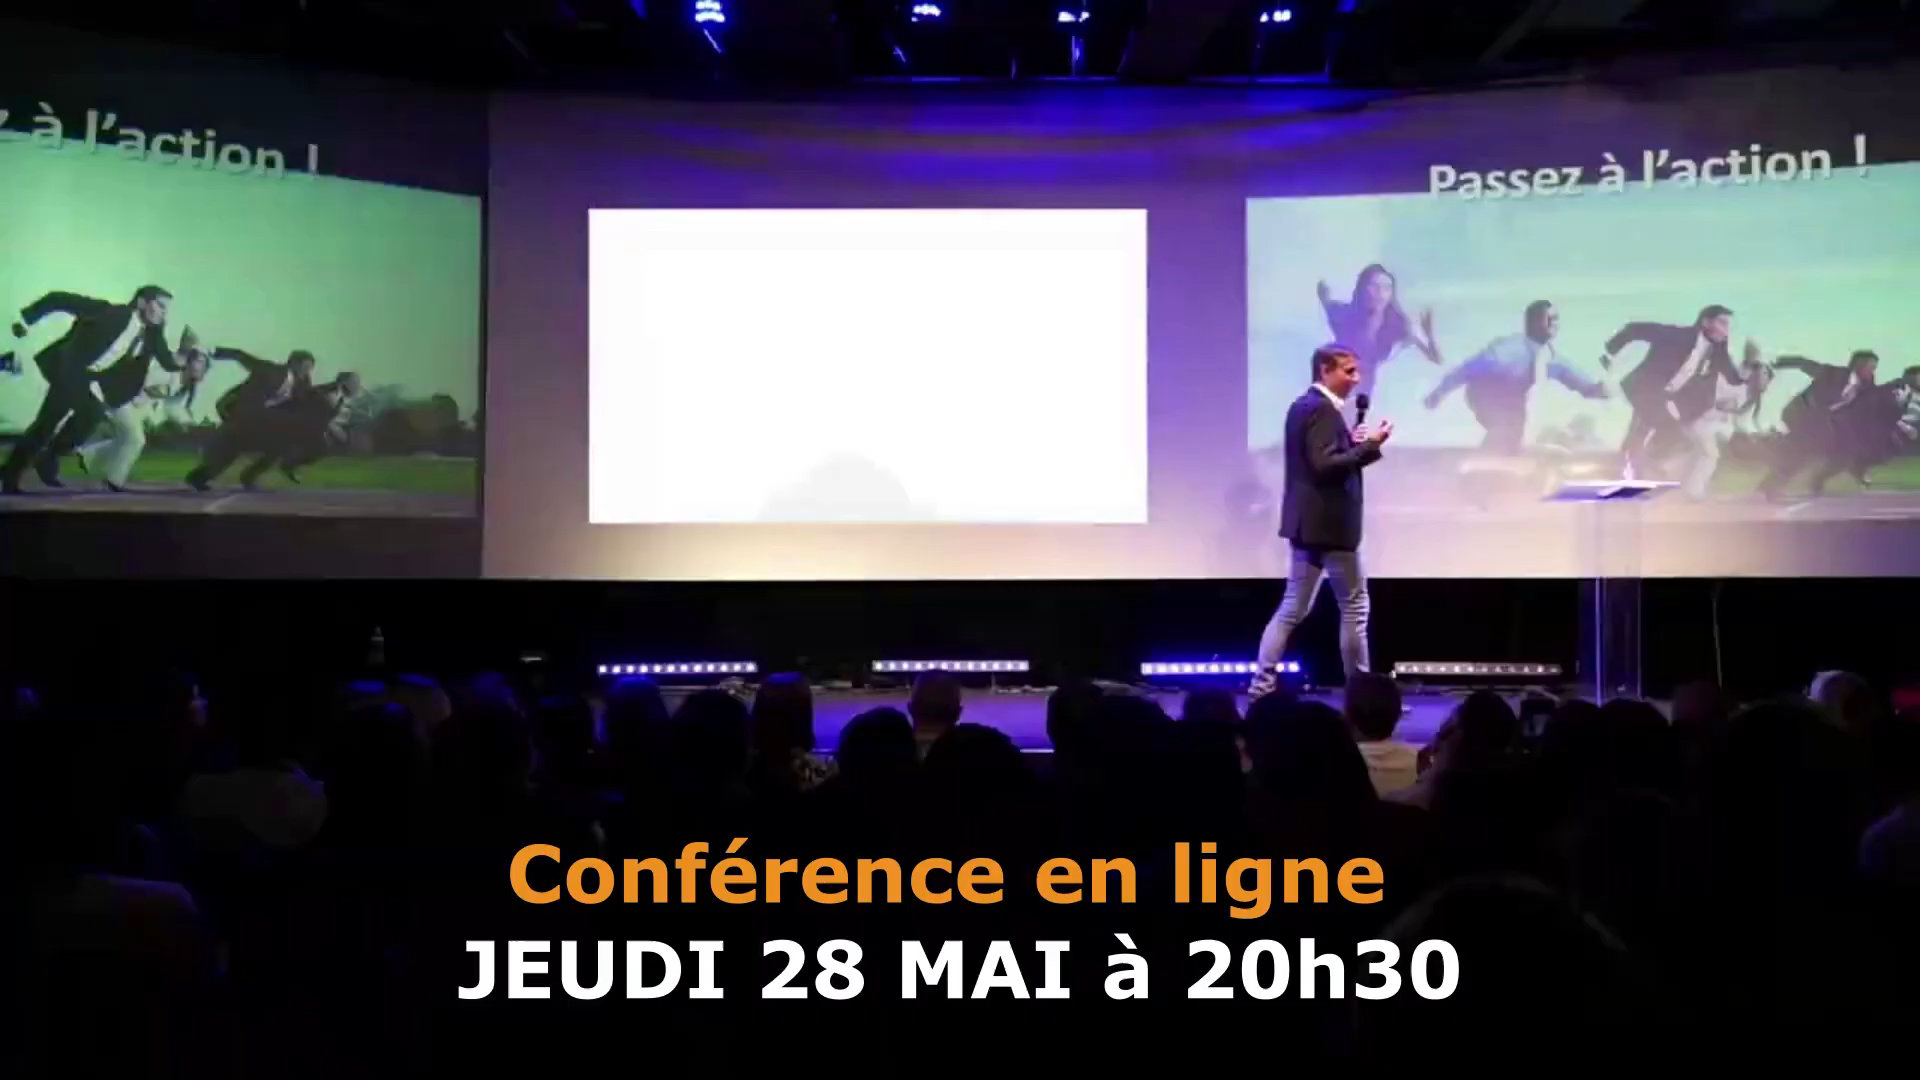 z à l'action !
Passez à l'action !
Conférence en ligne
JEUDI 28 MAI à 20h30